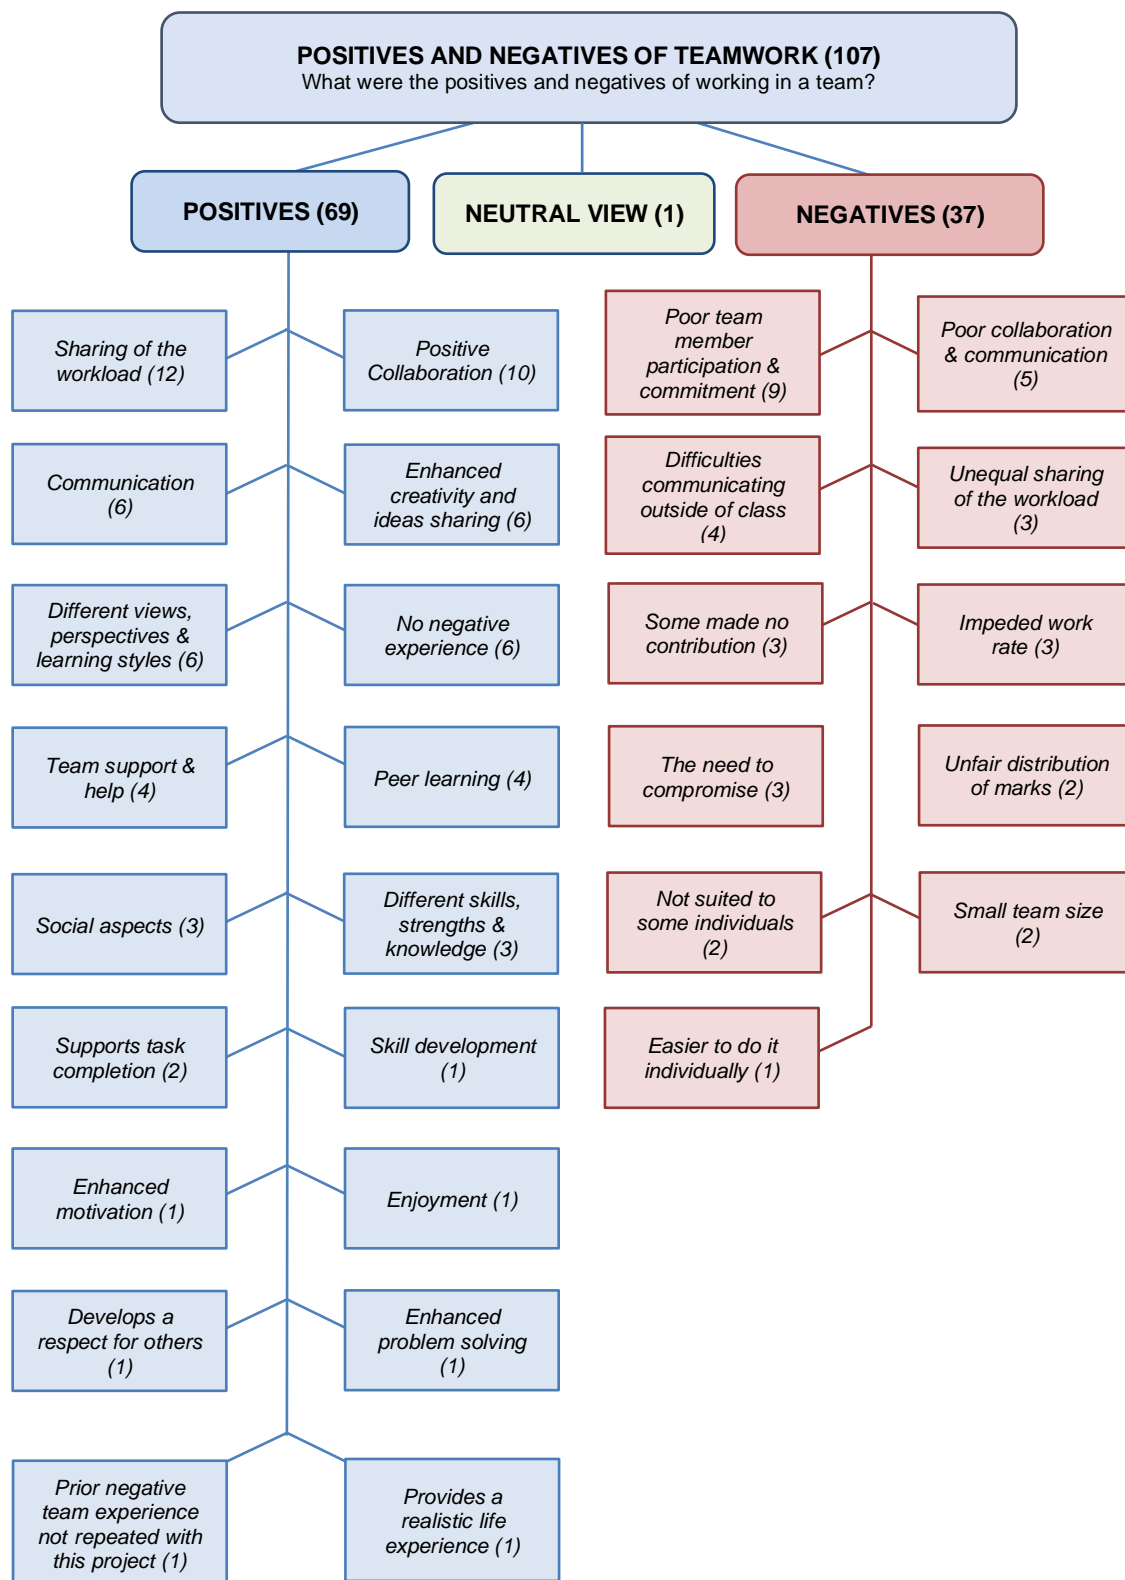 POSITIVES AND NEGATIVES OF TEAMWORK (107)
What were the positives and negatives of working in a team?
POSITIVES (69)
NEUTRAL VIEW (1)
NEGATIVES (37)
Sharing of the
workload (12)
Positive
Collaboration (10)
Poor team
member
participation &
commitment (9)
Poor collaboration
& communication
(5)
Communication
(6)
Enhanced
creativity and
ideas sharing (6)
Difficulties
communicating
outside of class
(4)
Unequal sharing
of the workload
(3)
Different views,
perspectives &
learning styles (6)
No negative
experience (6)
Some made no
contribution (3)
Impeded work
rate (3)
Team support &
help (4)
Peer learning (4)
The need to
compromise (3)
Unfair distribution
of marks (2)
Social aspects (3)
Different skills,
strengths &
knowledge (3)
Not suited to
some individuals
(2)
Small team size
(2)
Supports task
completion (2)
Skill development
(1)
Easier to do it
individually (1)
Enhanced
motivation (1)
Enjoyment (1)
Develops a
respect for others
(1)
Enhanced
problem solving
(1)
Prior negative
team experience
not repeated with
this project (1)
Provides a
realistic life
experience (1)